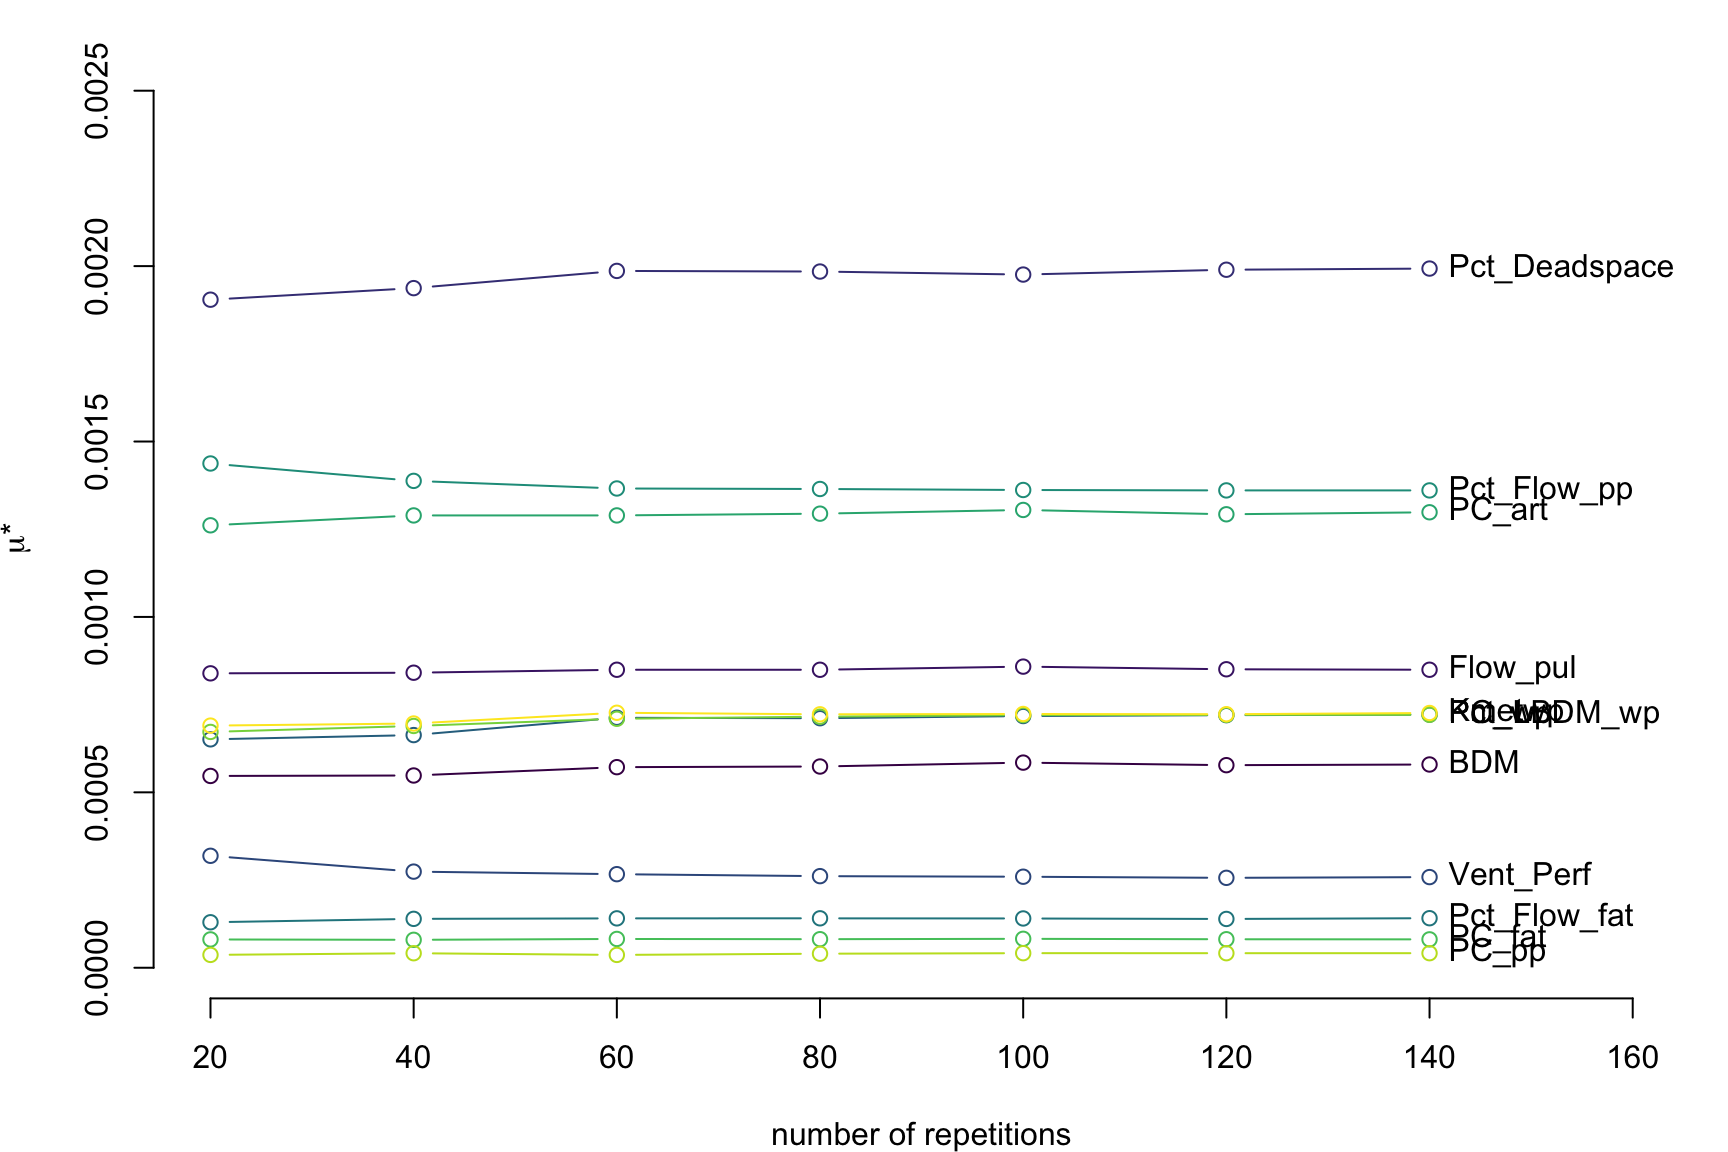 0.0025
0.0020
0.0015
0.0010
0.0005
0.0000
μ*
Pct_Deadspace
Pct_Flow_pp
PC_art
Flow_pul
BDM
Vent_Perf
Pct_Flow_fat
PC_fat
PC_pp
20 40 60 80 100 120 140 160
number of repetitions